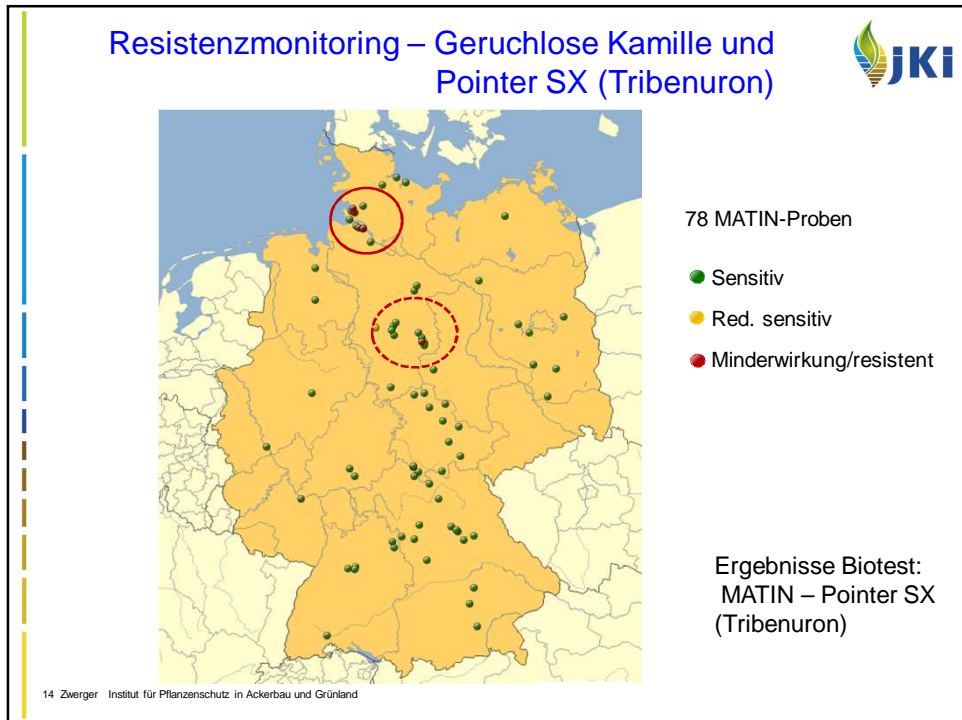 Resistenzmonitoring – Geruchlose Kamille und
Pointer SX (Tribenuron)
JKI
78 MATIN-Proben
Sensitiv
Red. sensitiv
Minderwirkung/resistent
Ergebnisse Biotest:
MATIN – Pointer SX
(Tribenuron)
14 Zwerger Institut für Pflanzenschutz in Ackerbau und Grünland